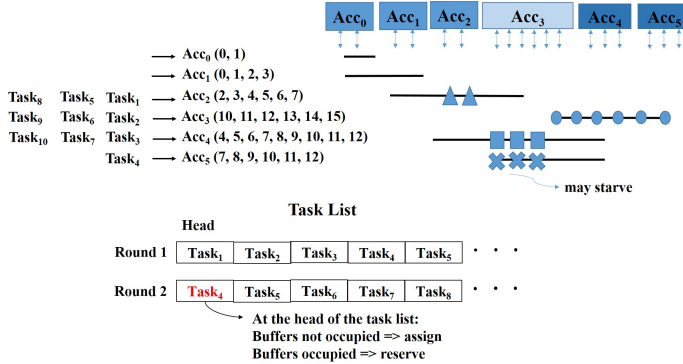 Acc0 Acc1 Acc2 Acc3 Acc4 Acc5
Acc0 (0, 1)
Acc1 (0, 1, 2, 3)
Task8 Task5 Task1 Acc2 (2, 3, 4, 5, 6, 7)
Task9 Task6 Task2 Acc3 (10, 11, 12, 13, 14, 15)
Task10 Task7 Task3 Acc4 (4, 5, 6, 7, 8, 9, 10, 11, 12)
Task4 Acc5 (7, 8, 9, 10, 11, 12)
may starve
Task List
Head
Round 1 Task1 Task2 Task3 Task4 Task5 . . .
Round 2 Task4 Task5 Task6 Task7 Task8 . . .
At the head of the task list:
Buffers not occupied => assign
Buffers occupied => reserve